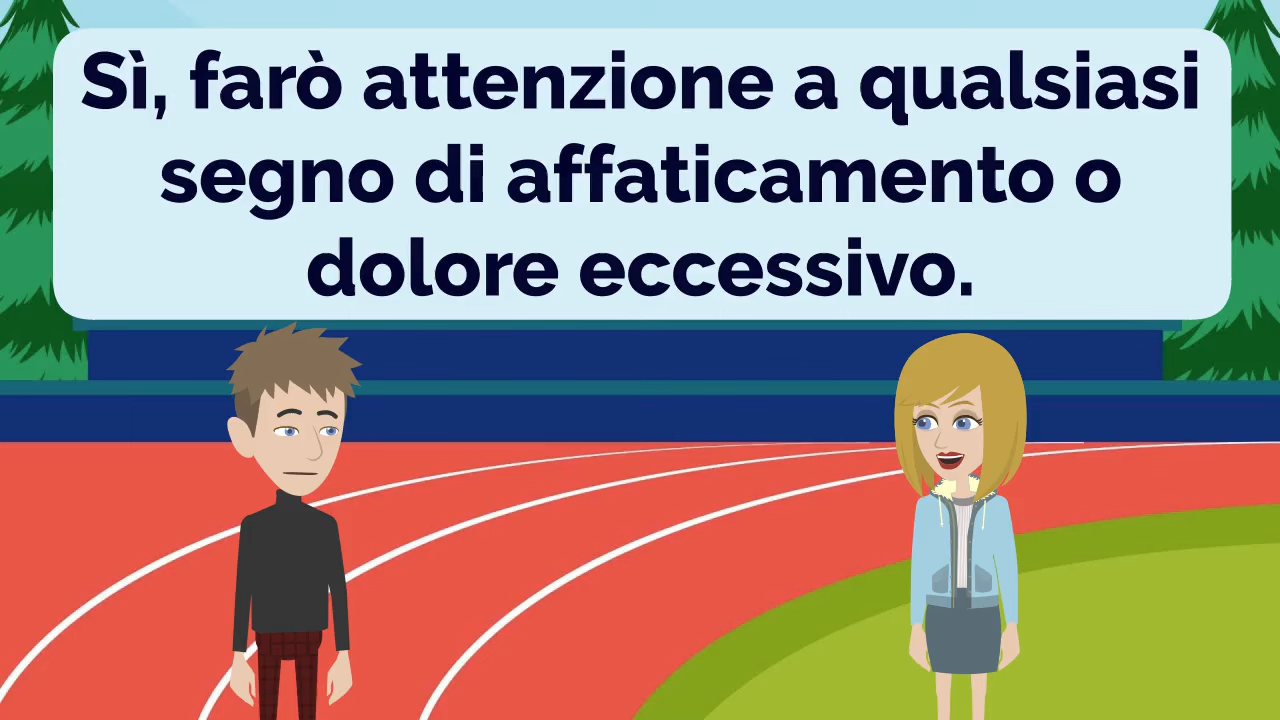 Sì, farò attenzione a qualsiasi
segno di affaticamento o
dolore eccessivo.